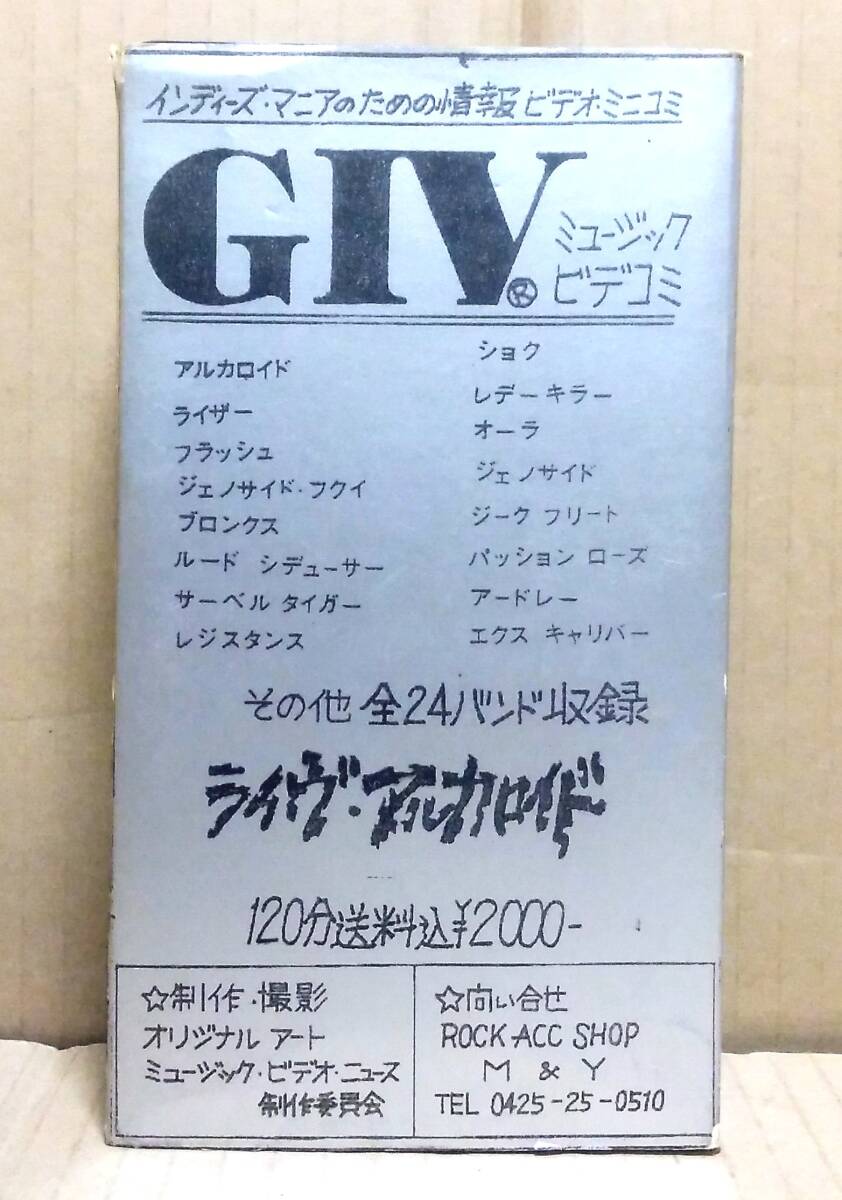 インディーズ・マニアのための情報ビデオ・ミニコミ
GIV®
ミュージック
ビデコミ
アルカロイド
ライザー
フラッシュ
ジェノサイド・フクイ
ブロンクス
ルード シデューサー
サーベル タイガー
レジスタンス
ショク
レデーキラー
オーラ
ジェノサイド
ジーク フリート
パッション ローズ
アードレー
エクス キャリバー
その他 全24バンド収録
ライヴ・アルカロイド
120分送料込¥2000-
☆制作・撮影
オリジナル アート
ミュージック・ビデオ・ニュース
制作委員会
☆向い合せ
ROCK ACC SHOP
M & Y
TEL 0425-25-0510